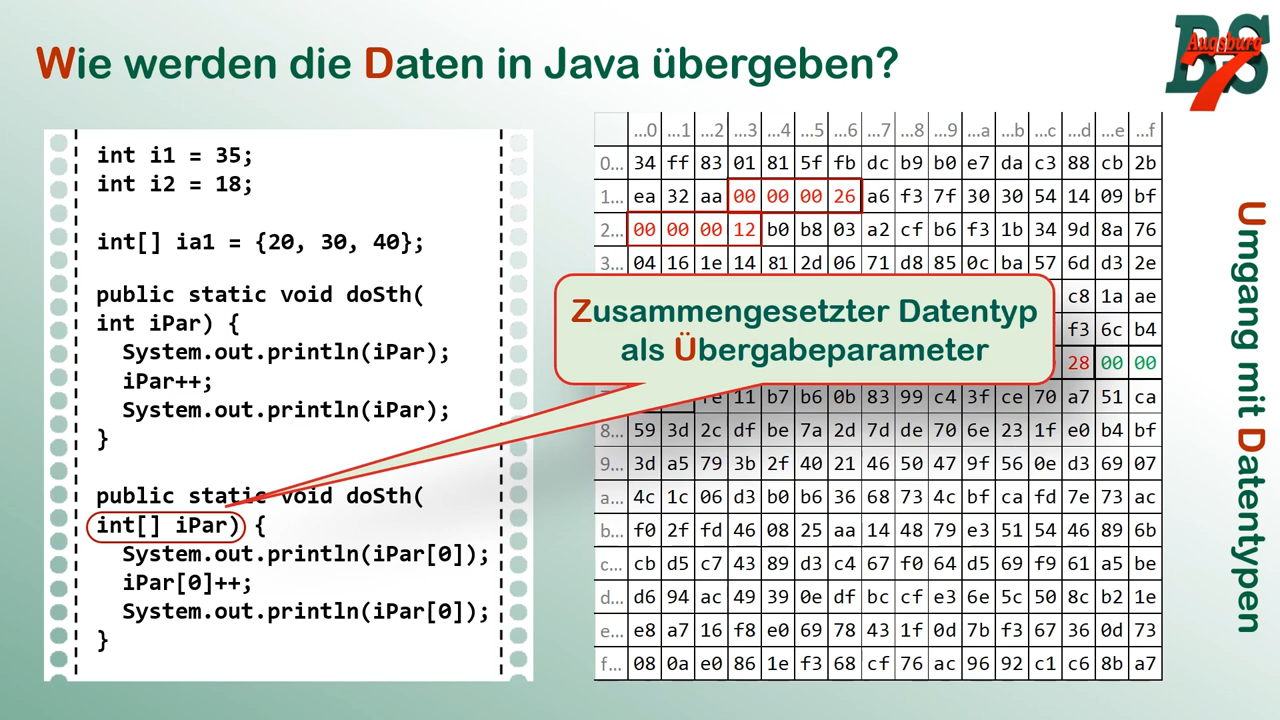 Wie werden die Daten in Java übergeben?
BS
Augsburg
7
int i1 = 35;
int i2 = 18;
int[] ia1 = {20, 30, 40};
public static void doSth(
int iPar) {
System.out.println(iPar);
iPar++;
System.out.println(iPar);
}
public static void doSth(
int[] iPar) {
System.out.println(iPar[0]);
iPar[0]++;
System.out.println(iPar[0]);
}
...0 ...1 ...2 ...3 ...4 ...5 ...6 ...7 ...8 ...9 ...a ...b ...c ...d ...e ...f
0... 34 ff 83 01 81 5f fb dc b9 b0 e7 da c3 88 cb 2b
1... ea 32 aa 00 00 00 26 a6 f3 7f 30 30 54 14 09 bf
2... 00 00 00 12 b0 b8 03 a2 cf b6 f3 1b 34 9d 8a 76
3... 04 16 1e 14 81 2d 06 71 d8 85 0c ba 57 6d d3 2e
c8 1a ae
f3 6c b4
28 00 00
Zusammengesetzter Datentyp
als Übergabeparameter
fe 11 b7 b6 0b 83 99 c4 3f ce 70 a7 51 ca
8... 59 3d 2c df be 7a 2d 7d de 70 6e 23 1f e0 b4 bf
9... 3d a5 79 3b 2f 40 21 46 50 47 9f 56 0e d3 69 07
a... 4c 1c 06 d3 b0 b6 36 68 73 4c bf ca fd 7e 73 ac
b... f0 2f fd 46 08 25 aa 14 48 79 e3 51 54 46 89 6b
c... cb d5 c7 43 89 d3 c4 67 f0 64 d5 69 f9 61 a5 be
d... d6 94 ac 49 39 0e df bc cf e3 6e 5c 50 8c b2 1e
e... e8 a7 16 f8 e0 69 78 43 1f 0d 7b f3 67 36 0d 73
f... 08 0a e0 86 1e f3 68 cf 76 ac 96 92 c1 c6 8b a7
Umgang mit Datentypen